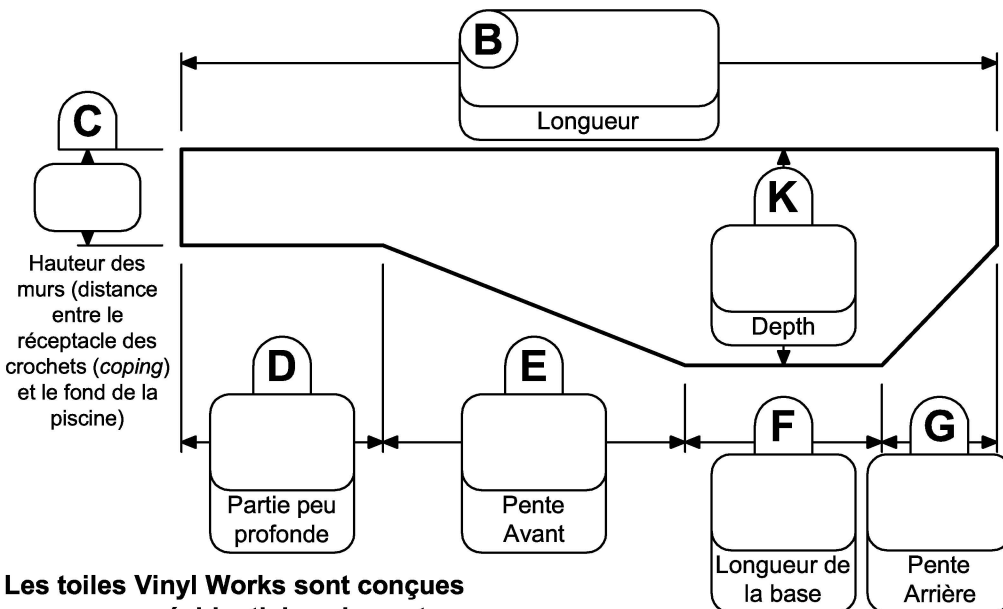 B
Longueur
C
Hauteur des
murs (distance
entre le
réceptacle des
crochets (coping)
et le fond de la
piscine)
K
Depth
D
Partie peu
profonde
E
Pente
Avant
F
Longueur de
la base
G
Pente
Arrière
Les toiles Vinyl Works sont conçues